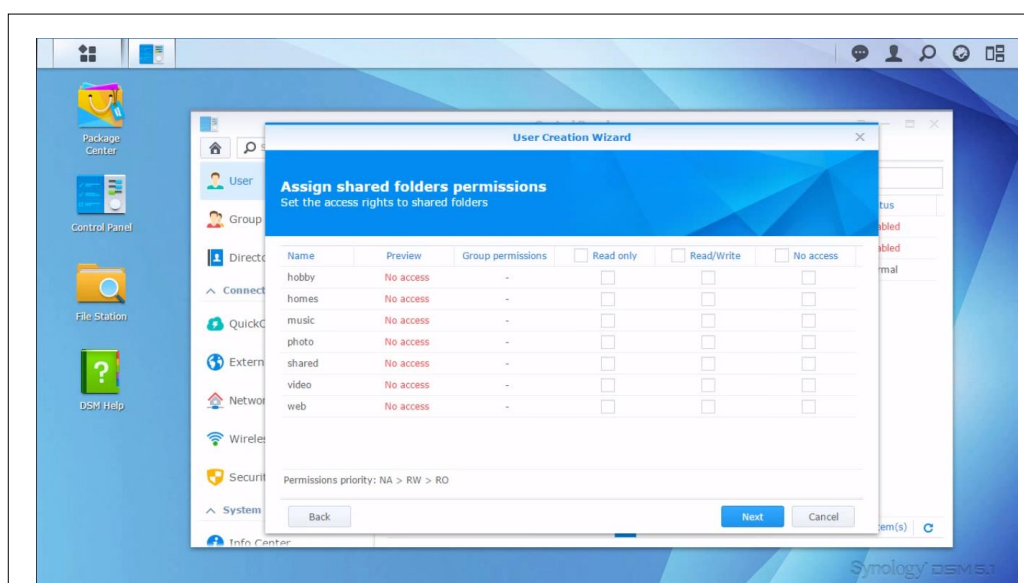 Package
Center
Control Panel
File Station
DSM Help
User Creation Wizard
User
Group
Directo
Connect
QuickC
Extern
Networ
Wireles
Securit
System
Info Center
Assign shared folders permissions
Set the access rights to shared folders
Name Preview Group permissions Read only Read/Write No access
hobby No access -
homes No access -
music No access -
photo No access -
shared No access -
video No access -
web No access -
Permissions priority: NA > RW > RO
Back Next Cancel
tus
abled
abled
rmal
em(s)
Synology DSM 5.1